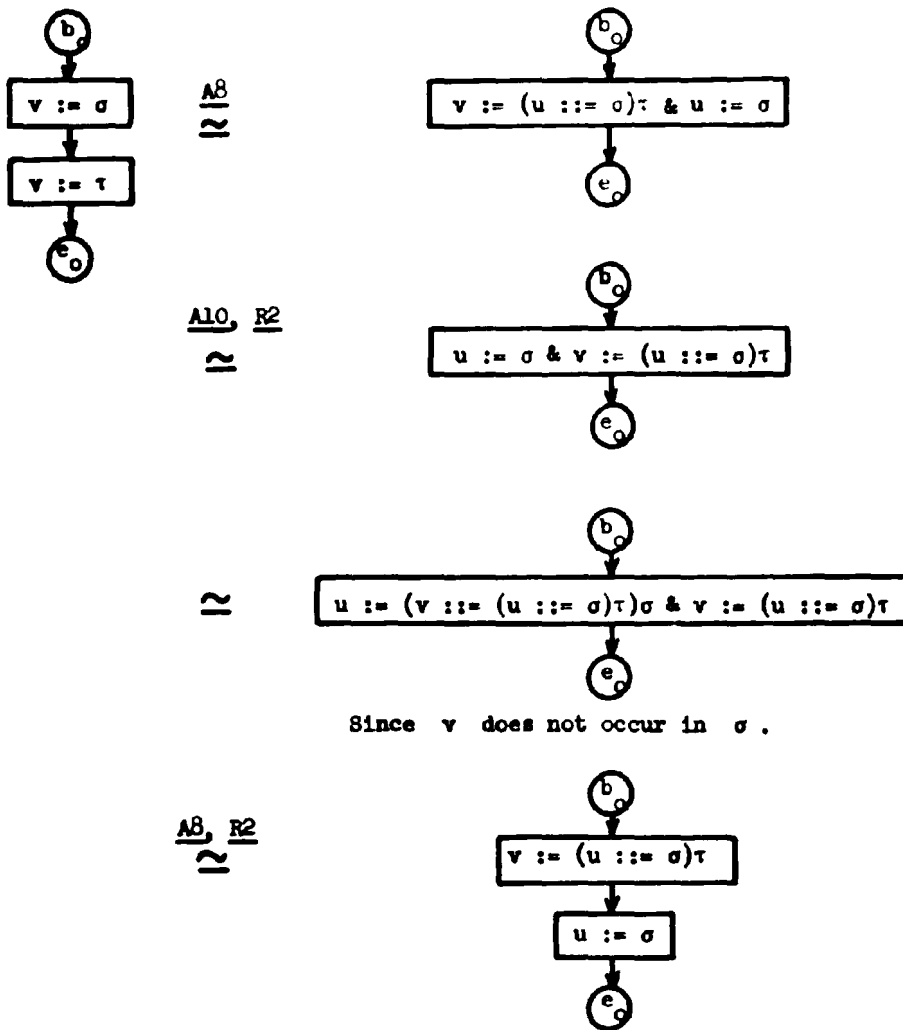 b₀
v := σ
v := τ
e₀
A8
≃
b₀
v := (u ::= σ)τ & u := σ
e₀
A10, R2
≃
b₀
u := σ & v := (u ::= σ)τ
e₀
≃
b₀
u := (v ::= (u ::= σ)τ)σ & v := (u ::= σ)τ
e₀
Since v does not occur in σ .
A8, R2
≃
b₀
v := (u ::= σ)τ
u := σ
e₀